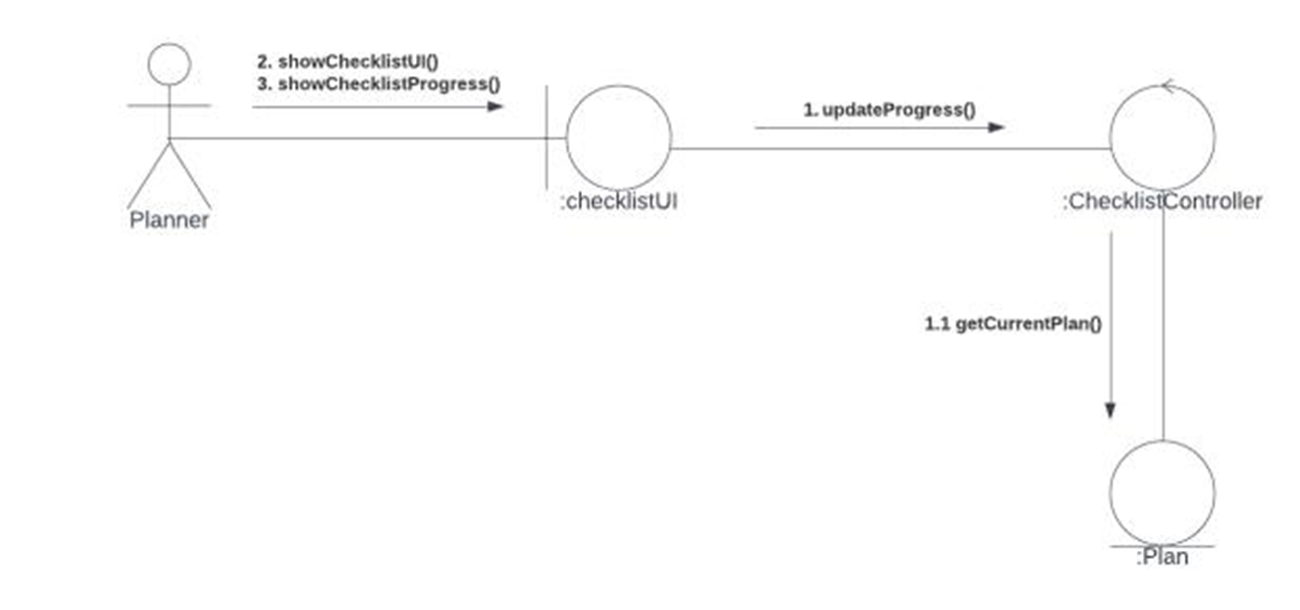 2. showChecklistUI()
3. showChecklistProgress()
1. updateProgress()
:checklistUI
:ChecklistController
Planner
1.1 getCurrentPlan()
:Plan